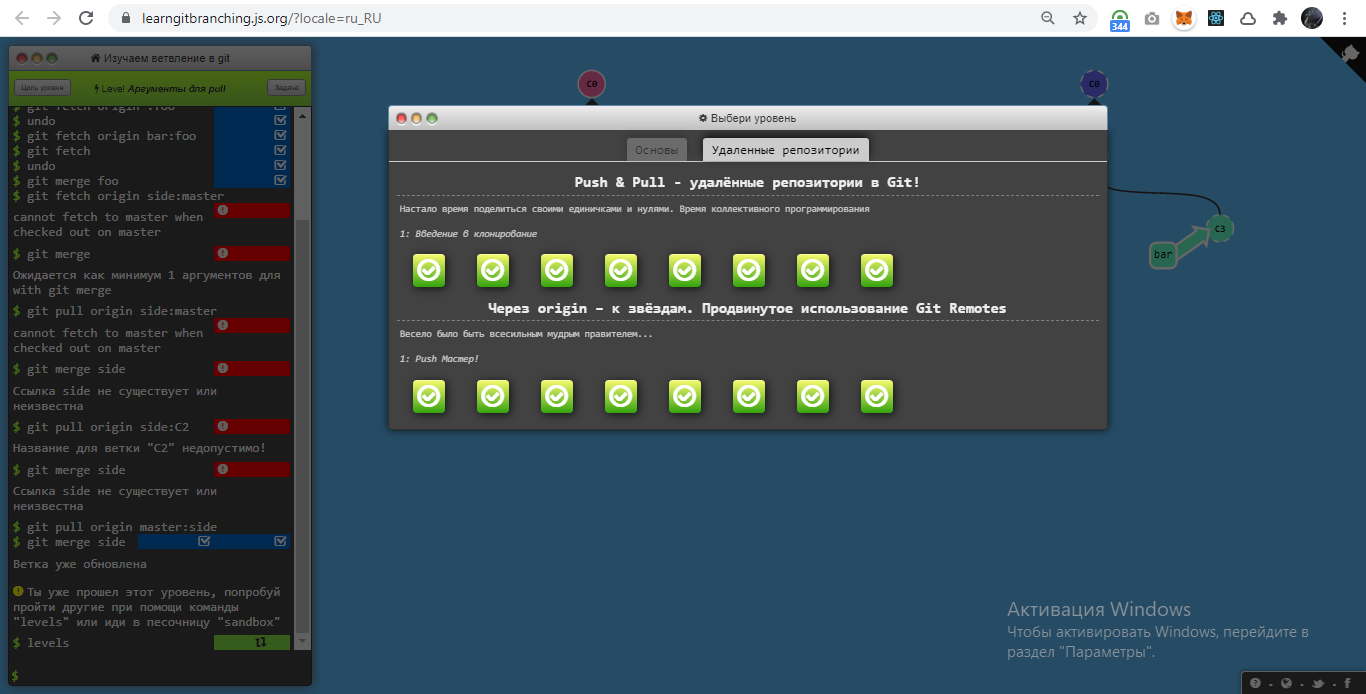 learngitbranching.js.org/?locale=ru_RU
344
Изучаем ветвление в git
Цель уровня
Level Аргументы для pull
Задача
$ git fetch origin :foo
$ undo
$ git fetch origin bar:foo
$ git fetch
$ undo
$ git merge foo
$ git fetch origin side:master
cannot fetch to master when
checked out on master
$ git merge
Ожидается как минимум 1 аргументов для
with git merge
$ git pull origin side:master
cannot fetch to master when
checked out on master
$ git merge side
Ссылка side не существует или
неизвестна
$ git pull origin side:C2
Название для ветки "C2" недопустимо!
$ git merge side
Ссылка side не существует или
неизвестна
$ git pull origin master:side
$ git merge side
Ветка уже обновлена
Ты уже прошел этот уровень, попробуй
пройти другие при помощи команды
"levels" или иди в песочницу "sandbox"
$ levels
$
c0
c0
c3
bar
Выбери уровень
Основы
Удаленные репозитории
Push & Pull - удалённые репозитории в Git!
Настало время поделиться своими единичками и нулями. Время коллективного программирования
1: Введение в клонирование
Через origin – к звёздам. Продвинутое использование Git Remotes
Весело было быть всесильным мудрым правителем...
1: Push Мастер!
Активация Windows
Чтобы активировать Windows, перейдите в
раздел "Параметры".